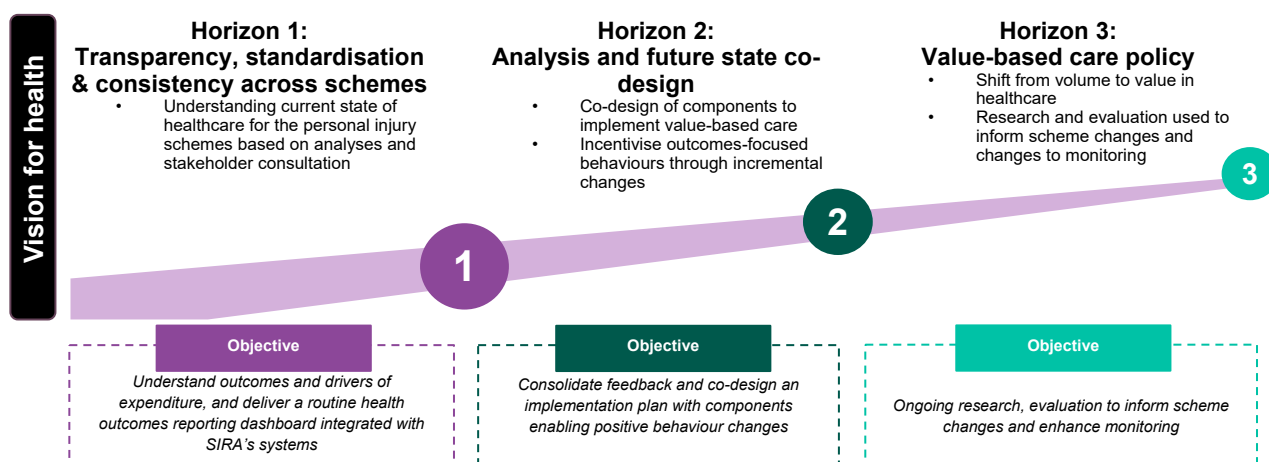 Vision for health
Horizon 1:
Transparency, standardisation
& consistency across schemes
• Understanding current state of
healthcare for the personal injury
schemes based on analyses and
stakeholder consultation
Horizon 2:
Analysis and future state co-
design
• Co-design of components to
implement value-based care
• Incentivise outcomes-focused
behaviours through incremental
changes
Horizon 3:
Value-based care policy
• Shift from volume to value in
healthcare
• Research and evaluation used to
inform scheme changes and
changes to monitoring
1
2
3
Objective
Understand outcomes and drivers of
expenditure, and deliver a routine health
outcomes reporting dashboard integrated with
SIRA's systems
Objective
Consolidate feedback and co-design an
implementation plan with components
enabling positive behaviour changes
Objective
Ongoing research, evaluation to inform scheme
changes and enhance monitoring